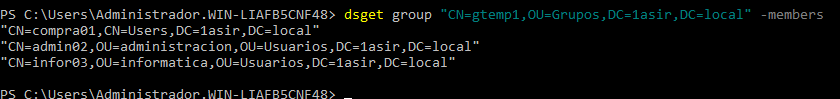 PS C:\Users\Administrador.WIN-LIAFB5CNF48> dsget group "CN=gtemp1,OU=Grupos,DC=1asir,DC=local" -members
"CN=compra01,CN=Users,DC=1asir,DC=local"
"CN=admin02,OU=administracion,OU=Usuarios,DC=1asir,DC=local"
"CN=infor03,OU=informatica,OU=Usuarios,DC=1asir,DC=local"
PS C:\Users\Administrador.WIN-LIAFB5CNF48> _